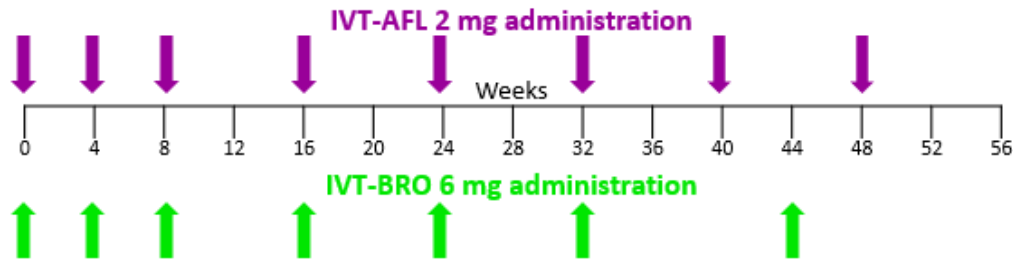 IVT-AFL 2 mg administration
Weeks
0 4 8 12 16 20 24 28 32 36 40 44 48 52 56
IVT-BRO 6 mg administration